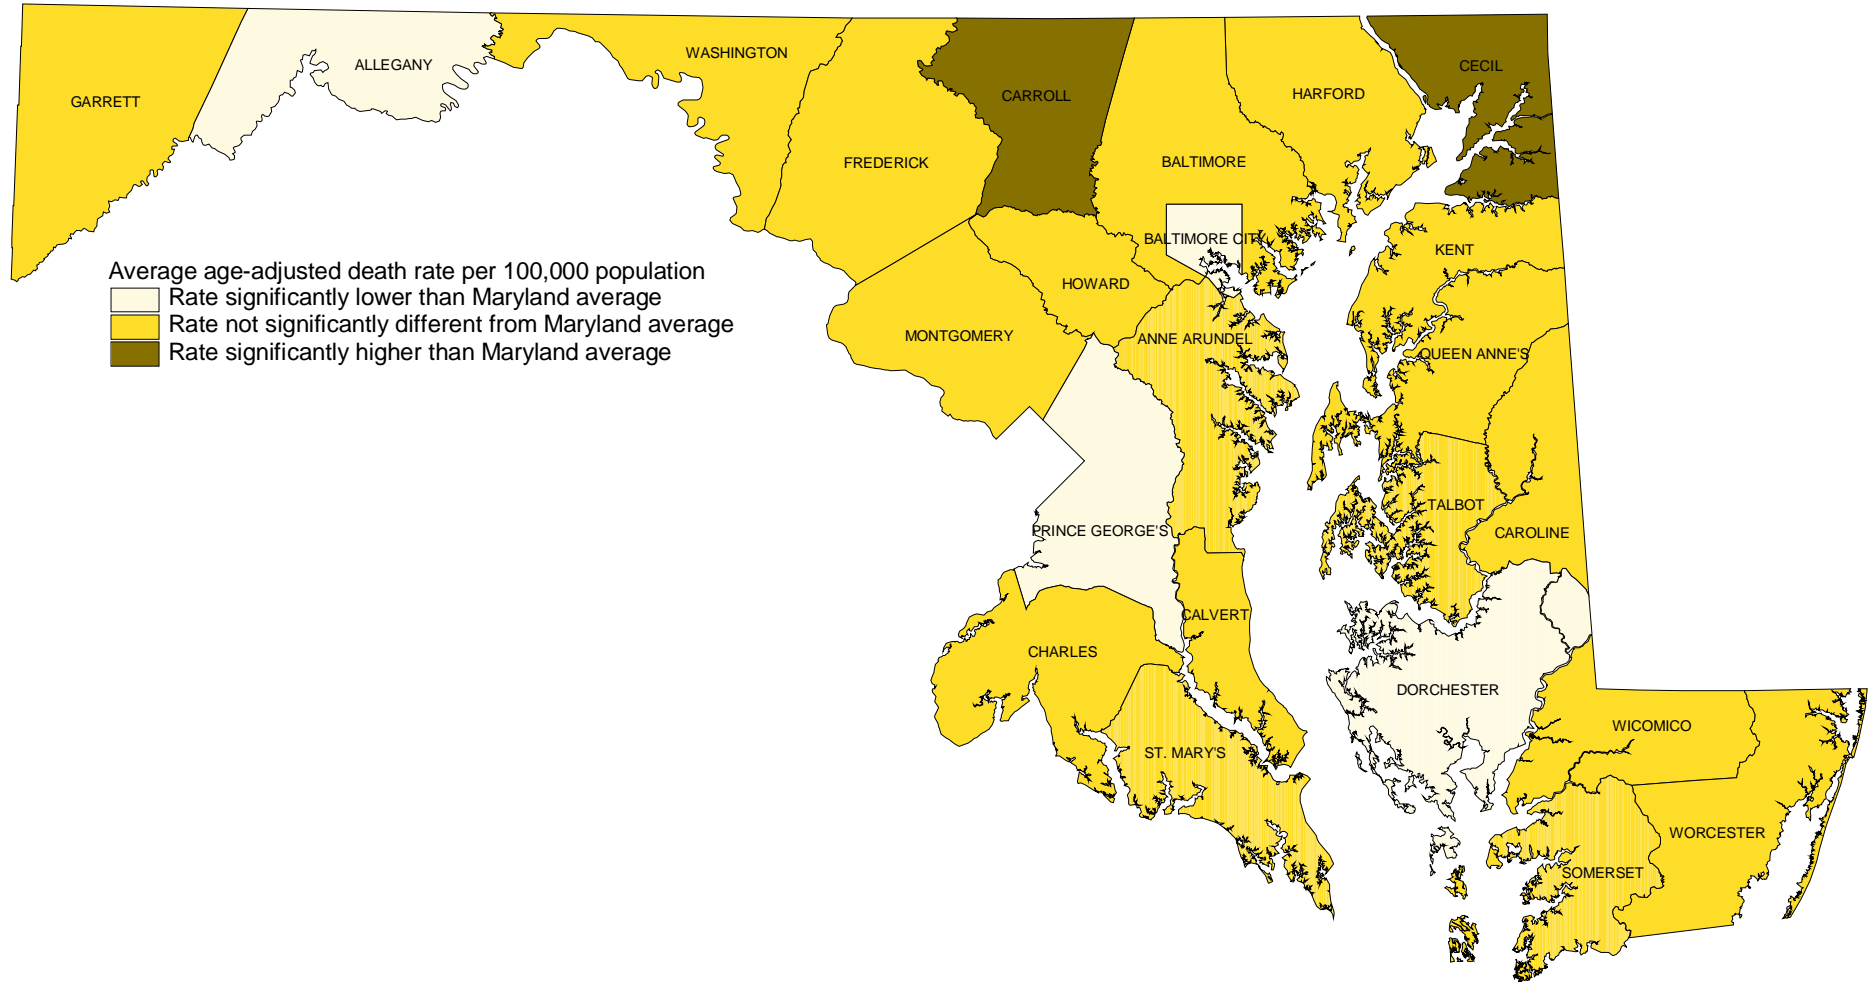 WASHINGTON
ALLEGANY
CECIL
GARRETT
CARROLL
HARFORD
FREDERICK
BALTIMORE
BALTIMORE CITY
KENT
Average age-adjusted death rate per 100,000 population
Rate significantly lower than Maryland average
Rate not significantly different from Maryland average
Rate significantly higher than Maryland average
HOWARD
MONTGOMERY
ANNE ARUNDEL
QUEEN ANNE'S
TALBOT
PRINCE GEORGE'S
CAROLINE
CALVERT
CHARLES
DORCHESTER
WICOMICO
ST. MARY'S
WORCESTER
SOMERSET